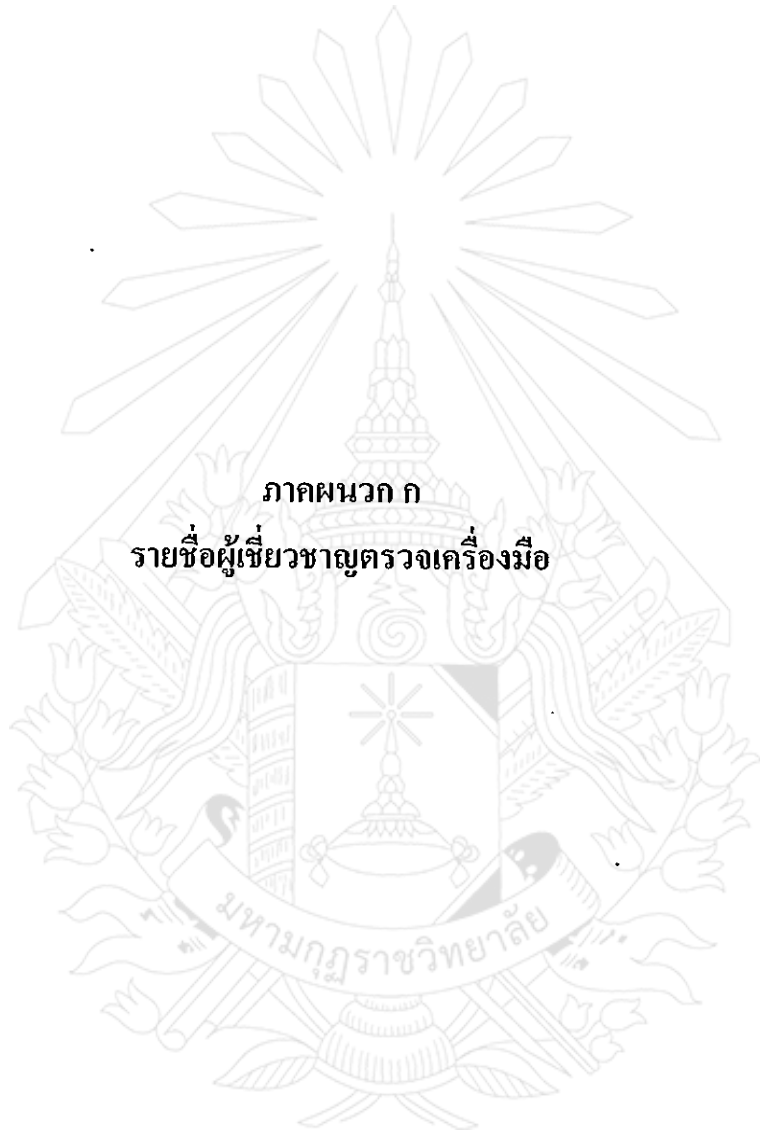 ภาคผนวก ก
รายชื่อผู้เชี่ยวชาญตรวจเครื่องมือ
มหามกุฏราชวิทยาลัย